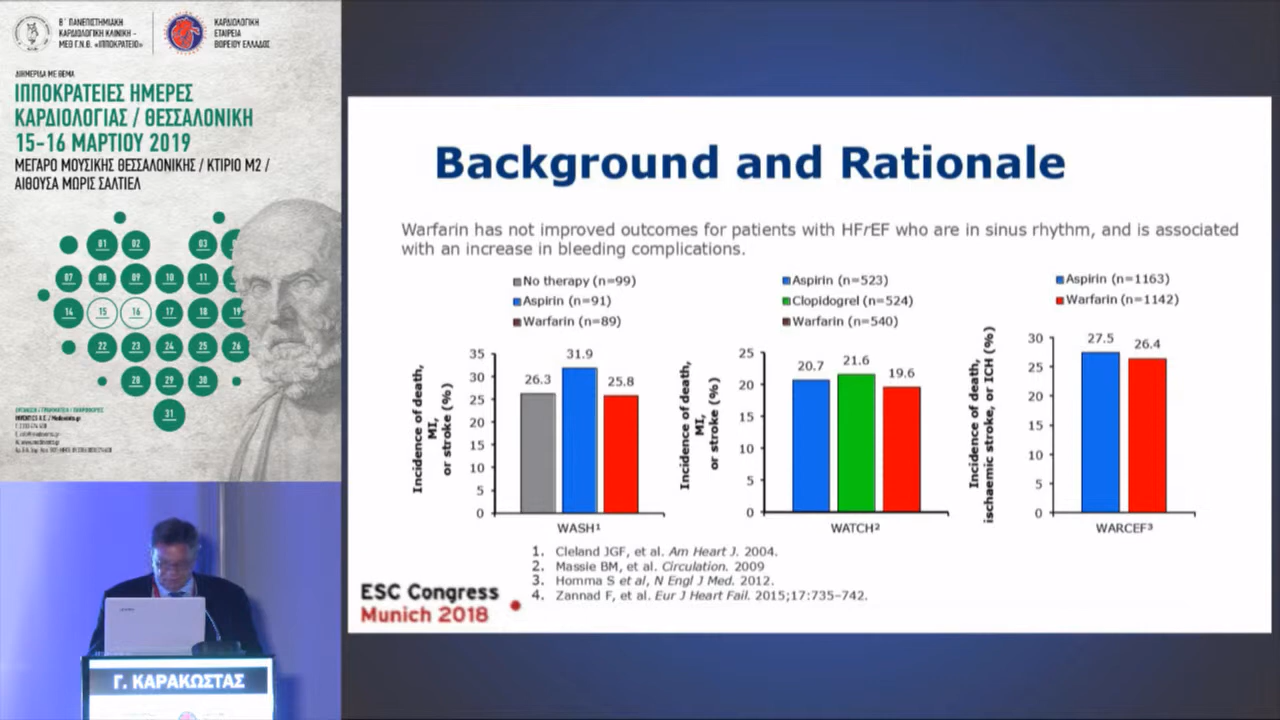 Β΄ ΠΑΝΕΠΙΣΤΗΜΙΑΚΗ
ΚΑΡΔΙΟΛΟΓΙΚΗ ΚΛΙΝΙΚΗ -
ΜΕΘ Γ.Ν.Θ. «ΙΠΠΟΚΡΑΤΕΙΟ»
ΚΑΡΔΙΟΛΟΓΙΚΗ
ΕΤΑΙΡΕΙΑ
ΒΟΡΕΙΟΥ ΕΛΛΑΔΟΣ
ΔΙΗΜΕΡΙΔΑ ΜΕ ΘΕΜΑ
ΙΠΠΟΚΡΑΤΕΙΕΣ ΗΜΕΡΕΣ
ΚΑΡΔΙΟΛΟΓΙΑΣ / ΘΕΣΣΑΛΟΝΙΚΗ
15-16 ΜΑΡΤΙΟΥ 2019
ΜΕΓΑΡΟ ΜΟΥΣΙΚΗΣ ΘΕΣΣΑΛΟΝΙΚΗΣ / ΚΤΙΡΙΟ Μ2 /
ΑΙΘΟΥΣΑ ΜΩΡΙΣ ΣΑΛΤΙΕΛ
01 02 03
07 08 09 10 11
14 15 16 17 18 19
22 23 24 25 26
28 29 30
31
Γ. ΚΑΡΑΚΩΣΤΑΣ
Background and Rationale
Warfarin has not improved outcomes for patients with HFrEF who are in sinus rhythm, and is associated
with an increase in bleeding complications.
No therapy (n=99)
Aspirin (n=91)
Warfarin (n=89)
Incidence of death,
MI,
or stroke (%)
35
30
25
20
15
10
5
0
26.3
31.9
25.8
WASH¹
Aspirin (n=523)
Clopidogrel (n=524)
Warfarin (n=540)
Incidence of death,
MI,
or stroke (%)
25
20
15
10
5
0
20.7
21.6
19.6
WATCH²
Aspirin (n=1163)
Warfarin (n=1142)
Incidence of death,
ischaemic stroke, or ICH (%)
30
25
20
15
10
5
0
27.5
26.4
WARCEF³
1. Cleland JGF, et al. Am Heart J. 2004.
2. Massie BM, et al. Circulation. 2009
3. Homma S et al, N Engl J Med. 2012.
4. Zannad F, et al. Eur J Heart Fail. 2015;17:735–742.
ESC Congress
Munich 2018